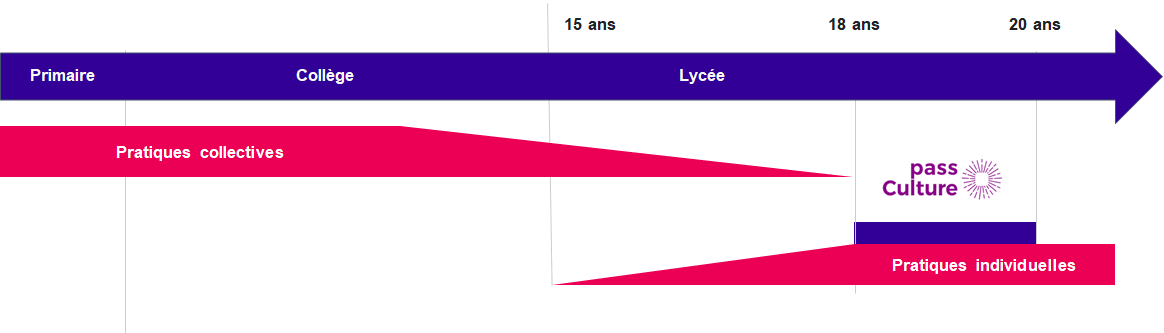 15 ans
18 ans
20 ans
Primaire
Collège
Lycée
Pratiques collectives
pass
Culture
Pratiques individuelles